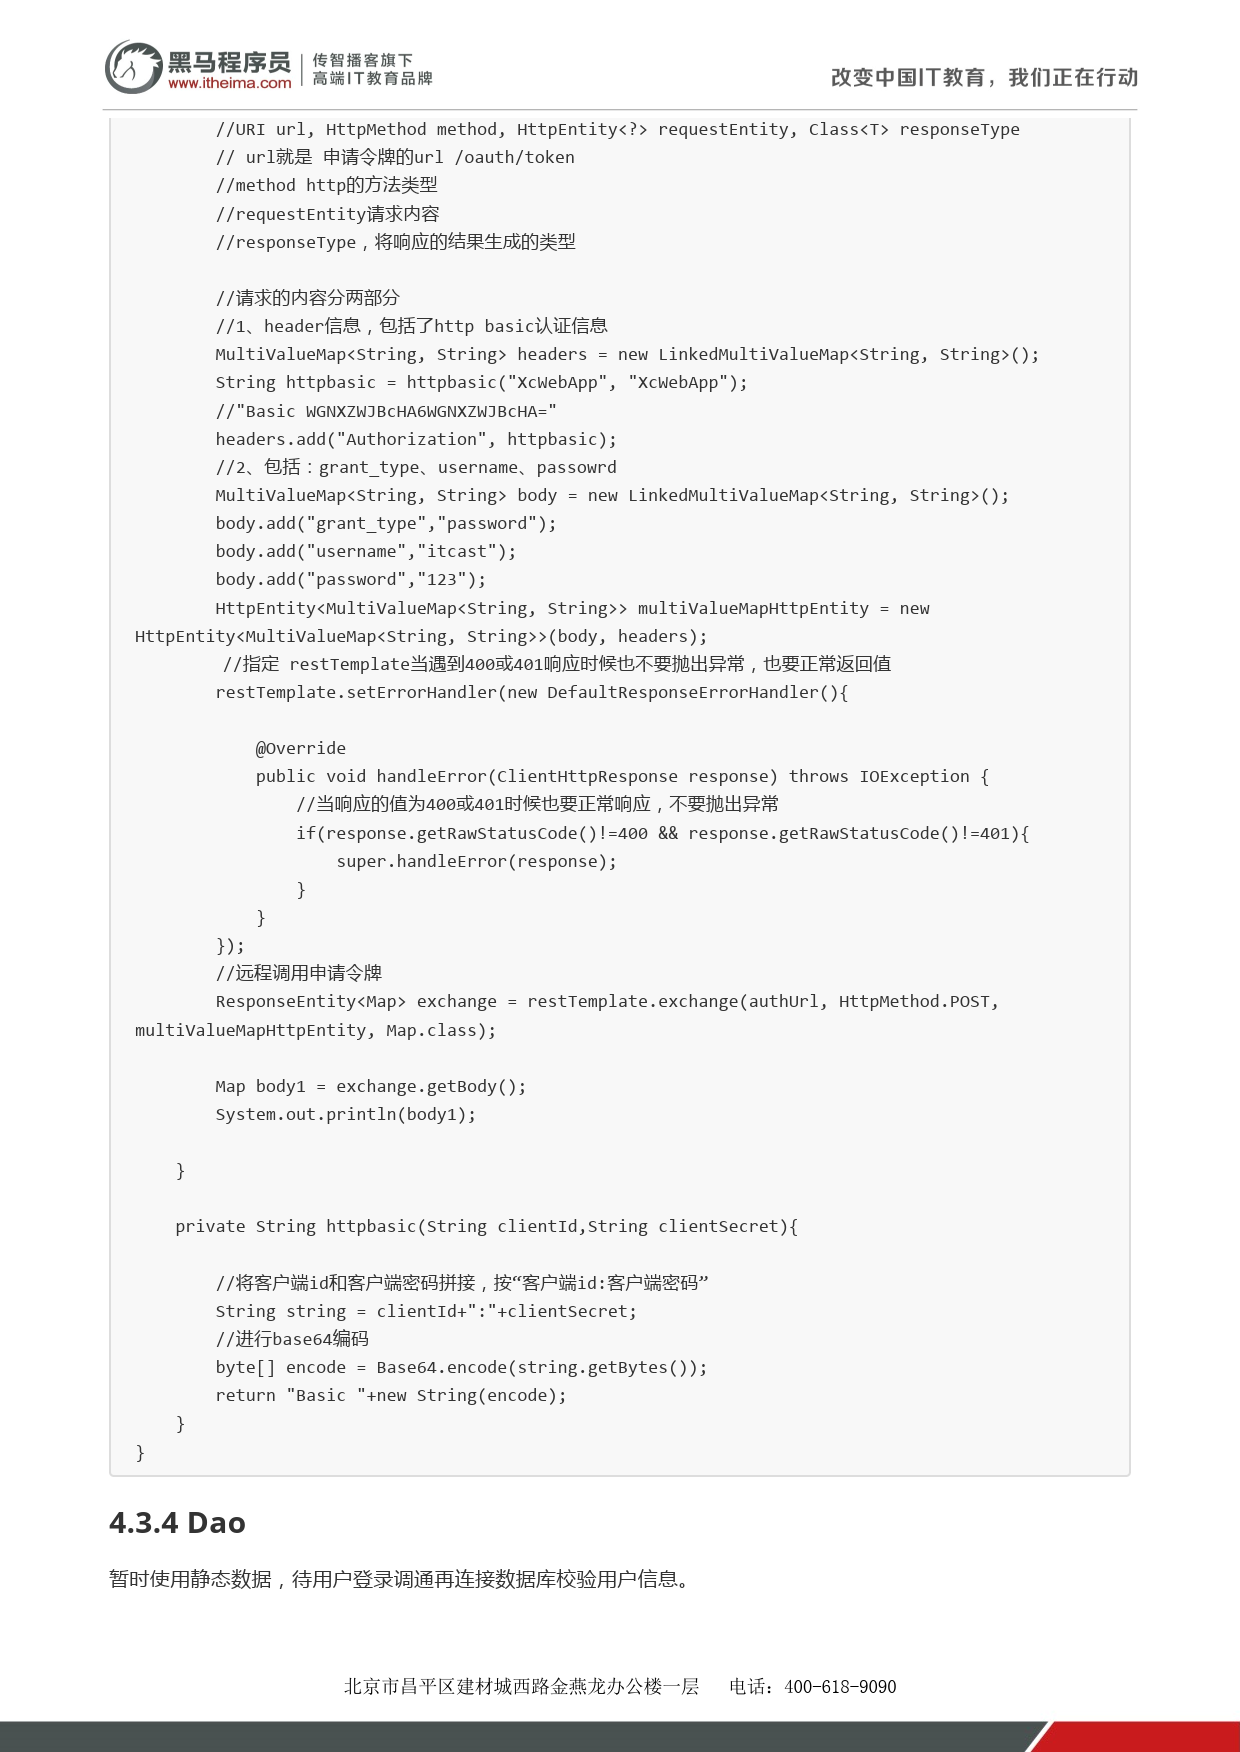 黑马程序员
www.itheima.com
传智播客旗下
高端IT教育品牌
改变中国IT教育，我们正在行动
//URI url, HttpMethod method, HttpEntity<?> requestEntity, Class<T> responseType
// url就是 申请令牌的url /oauth/token
//method http的方法类型
//requestEntity请求内容
//responseType，将响应的结果生成的类型
//请求的内容分两部分
//1、header信息，包括了http basic认证信息
MultiValueMap<String, String> headers = new LinkedMultiValueMap<String, String>();
String httpbasic = httpbasic("XcWebApp", "XcWebApp");
//"Basic WGNXZWJBcHA6WGNXZWJBcHA="
headers.add("Authorization", httpbasic);
//2、包括：grant_type、username、passowrd
MultiValueMap<String, String> body = new LinkedMultiValueMap<String, String>();
body.add("grant_type","password");
body.add("username","itcast");
body.add("password","123");
HttpEntity<MultiValueMap<String, String>> multiValueMapHttpEntity = new
HttpEntity<MultiValueMap<String, String>>(body, headers);
//指定 restTemplate当遇到400或401响应时候也不要抛出异常，也要正常返回值
restTemplate.setErrorHandler(new DefaultResponseErrorHandler(){
@Override
public void handleError(ClientHttpResponse response) throws IOException {
//当响应的值为400或401时候也要正常响应，不要抛出异常
if(response.getRawStatusCode()!=400 && response.getRawStatusCode()!=401){
super.handleError(response);
}
}
});
//远程调用申请令牌
ResponseEntity<Map> exchange = restTemplate.exchange(authUrl, HttpMethod.POST,
multiValueMapHttpEntity, Map.class);
Map body1 = exchange.getBody();
System.out.println(body1);
}
private String httpbasic(String clientId,String clientSecret){
//将客户端id和客户端密码拼接，按“客户端id:客户端密码”
String string = clientId+":"+clientSecret;
//进行base64编码
byte[] encode = Base64.encode(string.getBytes());
return "Basic "+new String(encode);
}
}
4.3.4 Dao
暂时使用静态数据，待用户登录调通再连接数据库校验用户信息。
北京市昌平区建材城西路金燕龙办公楼一层 电话：400-618-9090